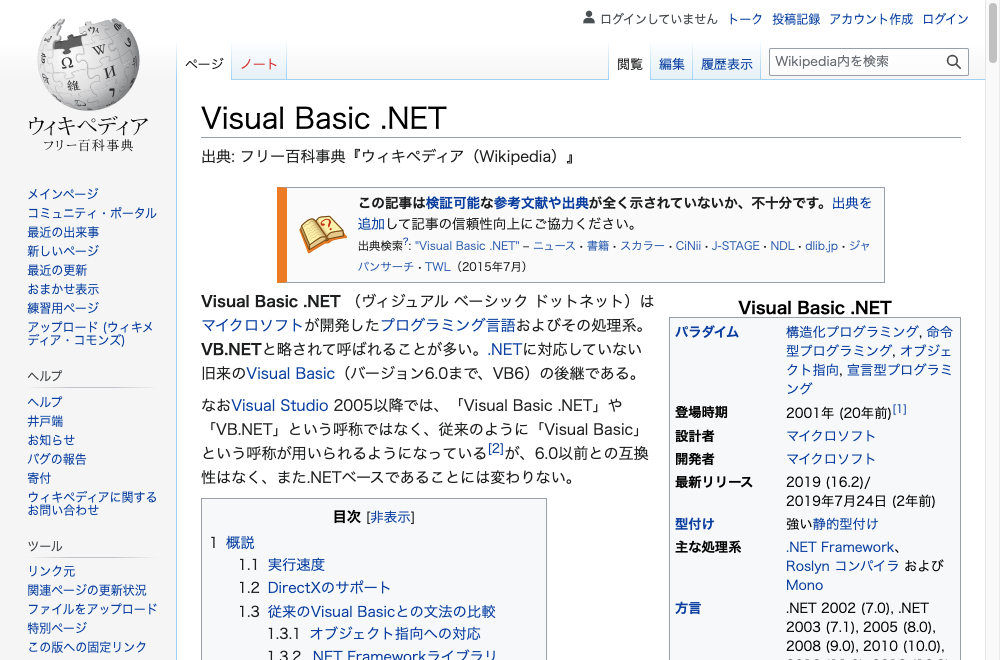 ログインしていません トーク 投稿記録 アカウント作成 ログイン
ページ ノート 閲覧 編集 履歴表示 Wikipedia内を検索
ウィキペディア
フリー百科事典
メインページ
コミュニティ・ポータル
最近の出来事
新しいページ
最近の更新
おまかせ表示
練習用ページ
アップロード (ウィキメ
ディア・コモンズ)
ヘルプ
ヘルプ
井戸端
お知らせ
バグの報告
寄付
ウィキペディアに関する
お問い合わせ
ツール
リンク元
関連ページの更新状況
ファイルをアップロード
特別ページ
この版への固定リンク
Visual Basic .NET
出典: フリー百科事典『ウィキペディア（Wikipedia）』
この記事は検証可能な参考文献や出典が全く示されていないか、不十分です。出典を
追加して記事の信頼性向上にご協力ください。
出典検索?: "Visual Basic .NET" – ニュース · 書籍 · スカラー · CiNii · J-STAGE · NDL · dlib.jp · ジャ
パンサーチ · TWL（2015年7月）
Visual Basic .NET （ヴィジュアル ベーシック ドットネット）は
マイクロソフトが開発したプログラミング言語およびその処理系。
VB.NETと略されて呼ばれることが多い。.NETに対応していない
旧来のVisual Basic（バージョン6.0まで、VB6）の後継である。
なおVisual Studio 2005以降では、「Visual Basic .NET」や
「VB.NET」という呼称ではなく、従来のように「Visual Basic」
という呼称が用いられるようになっている[2]が、6.0以前との互換
性はなく、また.NETベースであることには変わりない。
目次 [非表示]
1 概説
1.1 実行速度
1.2 DirectXのサポート
1.3 従来のVisual Basicとの文法の比較
1.3.1 オブジェクト指向への対応
1.3.2 .NET Frameworkライブラリ
Visual Basic .NET
パラダイム 構造化プログラミング, 命令
型プログラミング, オブジェ
クト指向, 宣言型プログラミ
ング
登場時期 2001年 (20年前)[1]
設計者 マイクロソフト
開発者 マイクロソフト
最新リリース 2019 (16.2)/
2019年7月24日 (2年前)
型付け 強い静的型付け
主な処理系 .NET Framework、
Roslyn コンパイラ および
Mono
方言 .NET 2002 (7.0), .NET
2003 (7.1), 2005 (8.0),
2008 (9.0), 2010 (10.0),